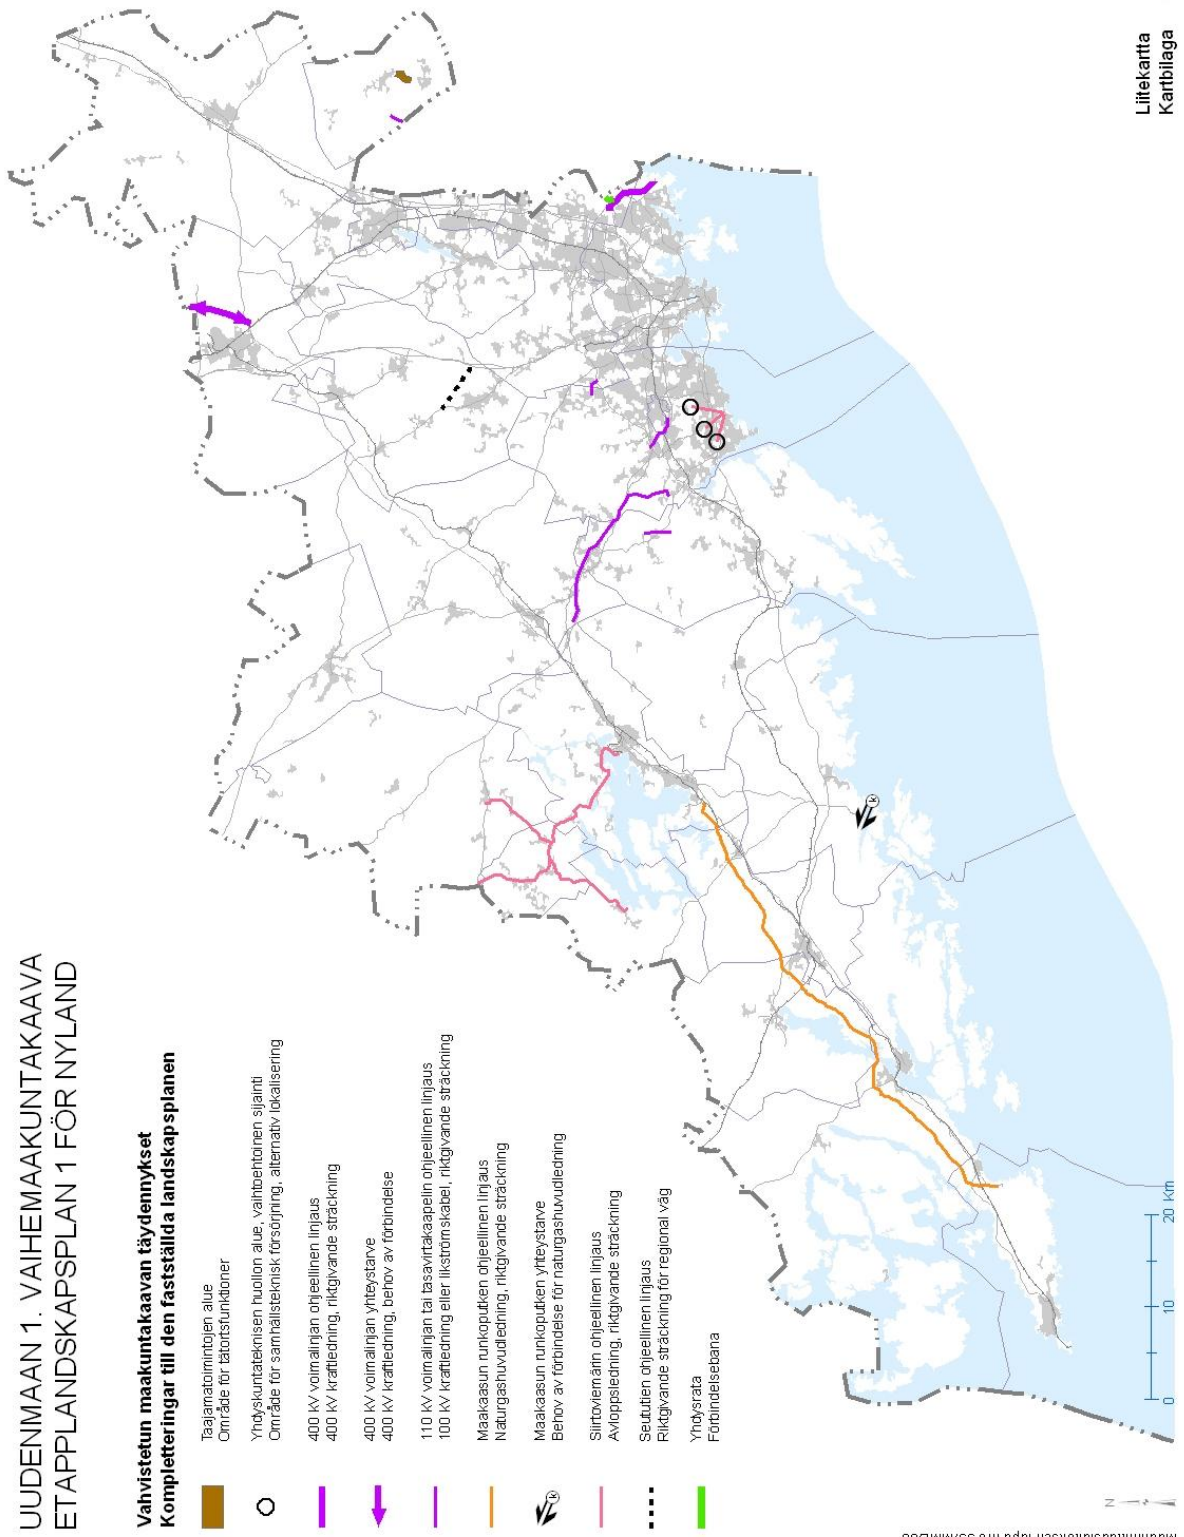 UUDENMAAN 1. VAIHEMAAKUNTAKAAVA
ETAPPLANDSKAPSPLAN 1 FÖR NYLAND
Vahvistetun maakuntakaavan täydennykset
Kompletteringar till den fastställda landskapsplanen
Taajamatoimintojen alue
Område för tätortsfunktioner
Yhdyskuntateknisen huollon alue, vaihtoehtoinen sijainti
Område för samhällsteknisk försörjning, alternativ lokalisering
400 kV voimalinjan ohjeellinen linjaus
400 kV kraftledning, riktgivande sträckning
400 kV voimalinjan yhteystarve
400 kV kraftledning, behov av förbindelse
110 kV voimalinjan tai tasavirtakaapelin ohjeellinen linjaus
100 kV kraftledning eller likströmskabel, riktgivande sträckning
Maakaasun runkoputken ohjeellinen linjaus
Naturgashuvudledning, riktgivande sträckning
k
Maakaasun runkoputken yhteystarve
Behov av förbindelse för naturgashuvudledning
Siirtoviemärin ohjeellinen linjaus
Avloppsledning, riktgivande sträckning
Seututien ohjeellinen linjaus
Riktgivande sträckning för regional väg
Yhdysrata
Förbindelsebana
k
0
10
20 Km
N
Liitekartta
Kartbilaga